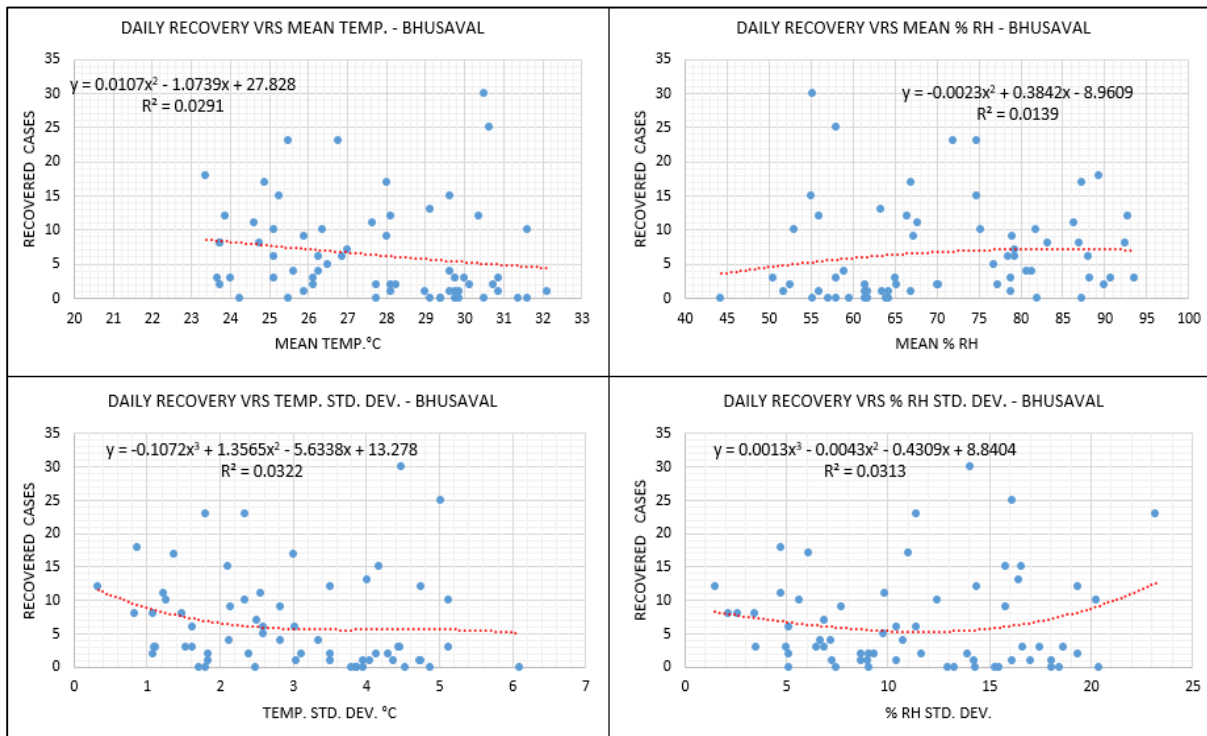 DAILY RECOVERY VRS MEAN TEMP. - BHUSAVAL
y = 0.0107x² - 1.0739x + 27.828
R² = 0.0291
RECOVERED CASES
35
30
25
20
15
10
5
0
20 21 22 23 24 25 26 27 28 29 30 31 32 33
MEAN TEMP.°C
DAILY RECOVERY VRS MEAN % RH - BHUSAVAL
y = -0.0023x² + 0.3842x - 8.9609
R² = 0.0139
RECOVERED CASES
35
30
25
20
15
10
5
0
40 45 50 55 60 65 70 75 80 85 90 95 100
MEAN % RH
DAILY RECOVERY VRS TEMP. STD. DEV. - BHUSAVAL
y = -0.1072x³ + 1.3565x² - 5.6338x + 13.278
R² = 0.0322
RECOVERED CASES
35
30
25
20
15
10
5
0
0 1 2 3 4 5 6 7
TEMP. STD. DEV. °C
DAILY RECOVERY VRS % RH STD. DEV. - BHUSAVAL
y = 0.0013x³ - 0.0043x² - 0.4309x + 8.8404
R² = 0.0313
RECOVERED CASES
35
30
25
20
15
10
5
0
0 5 10 15 20 25
% RH STD. DEV.